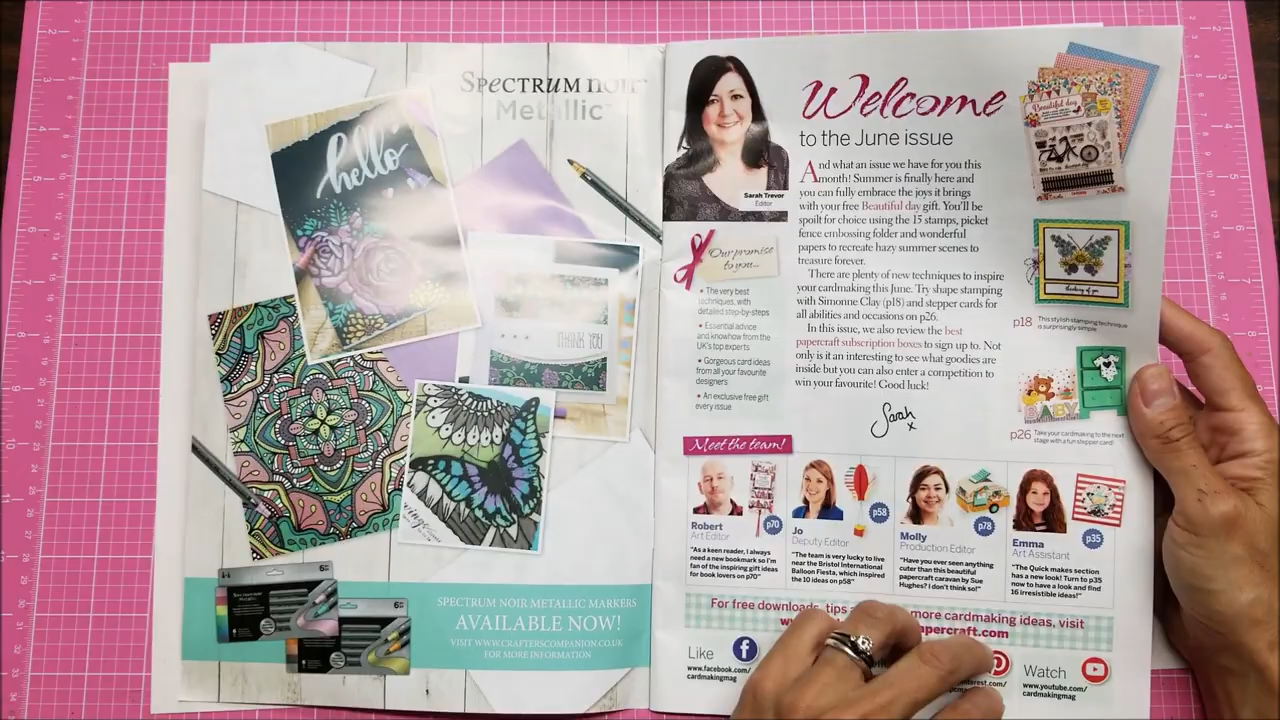 SPECTRUM noir
Metallic
hello
THANK YOU
wings
SPECTRUM NOIR METALLIC MARKERS
AVAILABLE NOW!
VISIT WWW.CRAFTERSCOMPANION.CO.UK
FOR MORE INFORMATION
Sarah Trevor
Editor
Our promise
to you...
• The very best
techniques, with
detailed step-by-steps
• Essential advice
and knowhow from the
UK's top experts
• Gorgeous card ideas
from all your favourite
designers
• An exclusive free gift
every issue
Welcome
to the June issue
And what an issue we have for you this
month! Summer is finally here and
you can fully embrace the joys it brings
with your free Beautiful day gift. You'll be
spoilt for choice using the 15 stamps, picket
fence embossing folder and wonderful
papers to recreate hazy summer scenes to
treasure forever.
There are plenty of new techniques to inspire
your cardmaking this June. Try shape stamping
with Simonne Clay (p18) and stepper cards for
all abilities and occasions on p26.
In this issue, we also review the best
papercraft subscription boxes to sign up to. Not
only is it an interesting to see what goodies are
inside but you can also enter a competition to
win your favourite! Good luck!
Sarah
x
Beautiful day
thinking of you
p18 This stylish stamping technique
is surprisingly simple
BABY
p26 Take your cardmaking to the next
stage with a fun stepper card!
Meet the team!
Robert
Art Editor
p70
"As a keen reader, I always
need a new bookmark so I'm
fan of the inspiring gift ideas
for book lovers on p70"
Jo
Deputy Editor
p58
"The team is very lucky to live
near the Bristol International
Balloon Fiesta, which inspired
the 10 ideas on p58"
Molly
Production Editor
p78
"Have you ever seen anything
cuter than this beautiful
papercraft caravan by Sue
Hughes? I don't think so!"
Emma
Art Assistant
p35
"The Quick makes section
has a new look! Turn to p35
now to have a look and find
16 irresistible ideas!"
For free downloads, tips more cardmaking ideas, visit
papercraft.com
Like
www.facebook.com/
cardmakingmag
Watch
www.youtube.com/
cardmakingmag